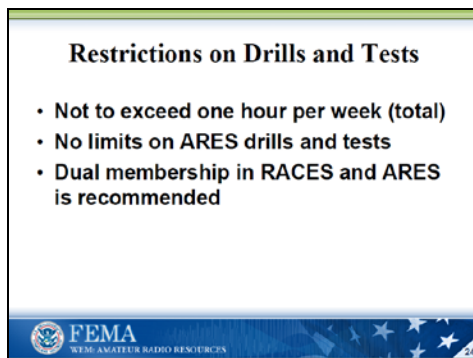 Restrictions on Drills and Tests
• Not to exceed one hour per week (total)
• No limits on ARES drills and tests
• Dual membership in RACES and ARES
is recommended
FEMA
WEM: AMATEUR RADIO RESOURCES